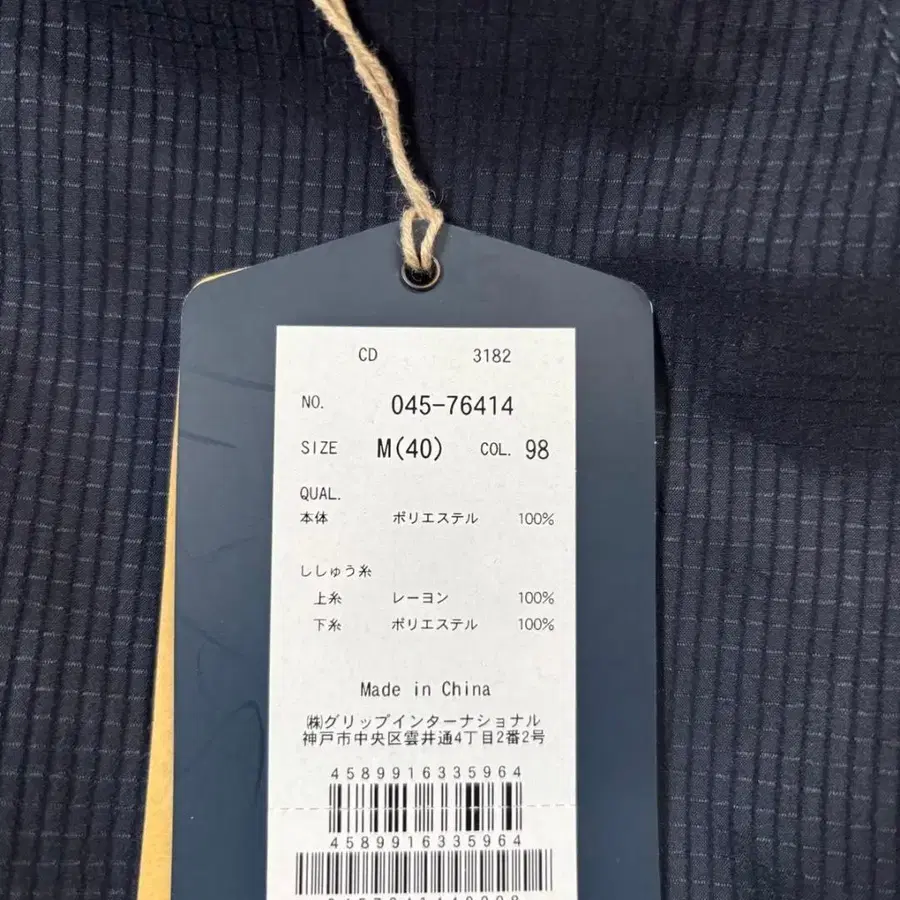 CD 3182
NO. 045-76414
SIZE M(40) COL. 98
QUAL.
本体 ポリエステル 100%
ししゅう糸
上糸 レーヨン 100%
下糸 ポリエステル 100%
Made in China
㈱グリップインターナショナル
神戸市中央区雲井通4丁目2番2号
4589916335964
4589916335964